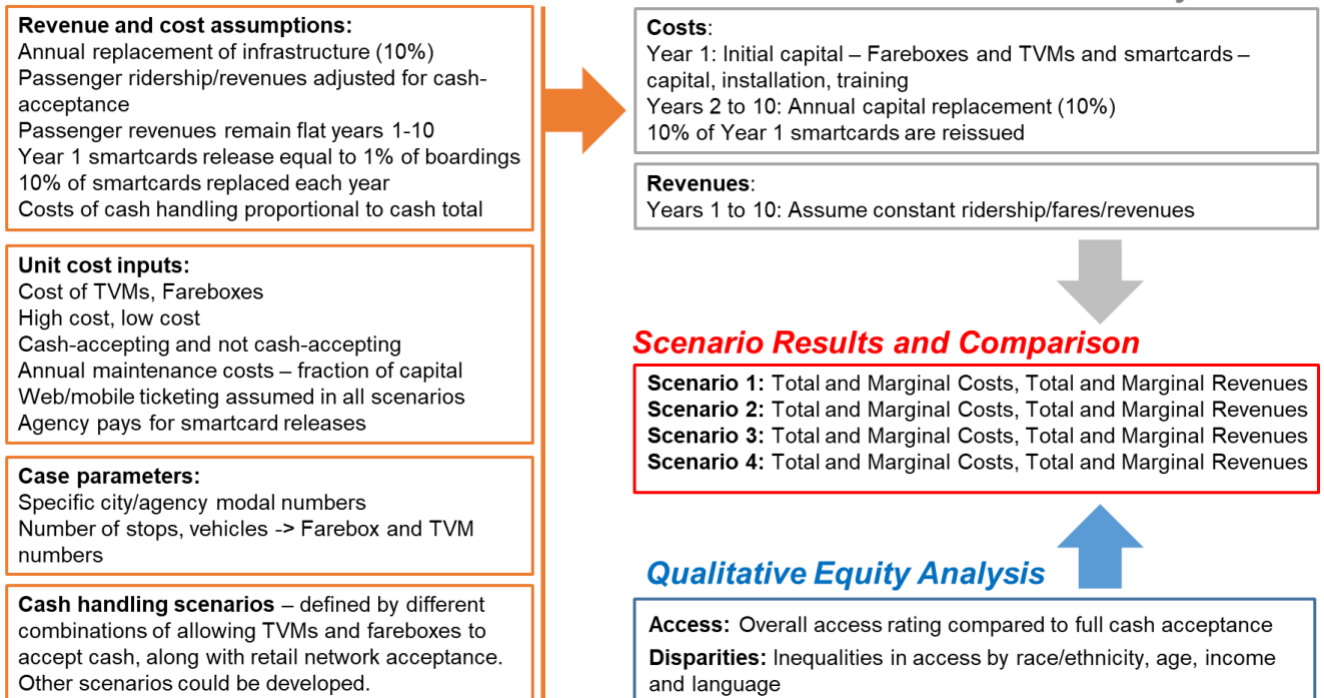 Revenue and cost assumptions:
Annual replacement of infrastructure (10%)
Passenger ridership/revenues adjusted for cash-
acceptance
Passenger revenues remain flat years 1-10
Year 1 smartcards release equal to 1% of boardings
10% of smartcards replaced each year
Costs of cash handling proportional to cash total
Unit cost inputs:
Cost of TVMs, Fareboxes
High cost, low cost
Cash-accepting and not cash-accepting
Annual maintenance costs – fraction of capital
Web/mobile ticketing assumed in all scenarios
Agency pays for smartcard releases
Case parameters:
Specific city/agency modal numbers
Number of stops, vehicles -> Farebox and TVM
numbers
Cash handling scenarios – defined by different
combinations of allowing TVMs and fareboxes to
accept cash, along with retail network acceptance.
Other scenarios could be developed.
Costs:
Year 1: Initial capital – Fareboxes and TVMs and smartcards –
capital, installation, training
Years 2 to 10: Annual capital replacement (10%)
10% of Year 1 smartcards are reissued
Revenues:
Years 1 to 10: Assume constant ridership/fares/revenues
Scenario Results and Comparison
Scenario 1: Total and Marginal Costs, Total and Marginal Revenues
Scenario 2: Total and Marginal Costs, Total and Marginal Revenues
Scenario 3: Total and Marginal Costs, Total and Marginal Revenues
Scenario 4: Total and Marginal Costs, Total and Marginal Revenues
Qualitative Equity Analysis
Access: Overall access rating compared to full cash acceptance
Disparities: Inequalities in access by race/ethnicity, age, income
and language